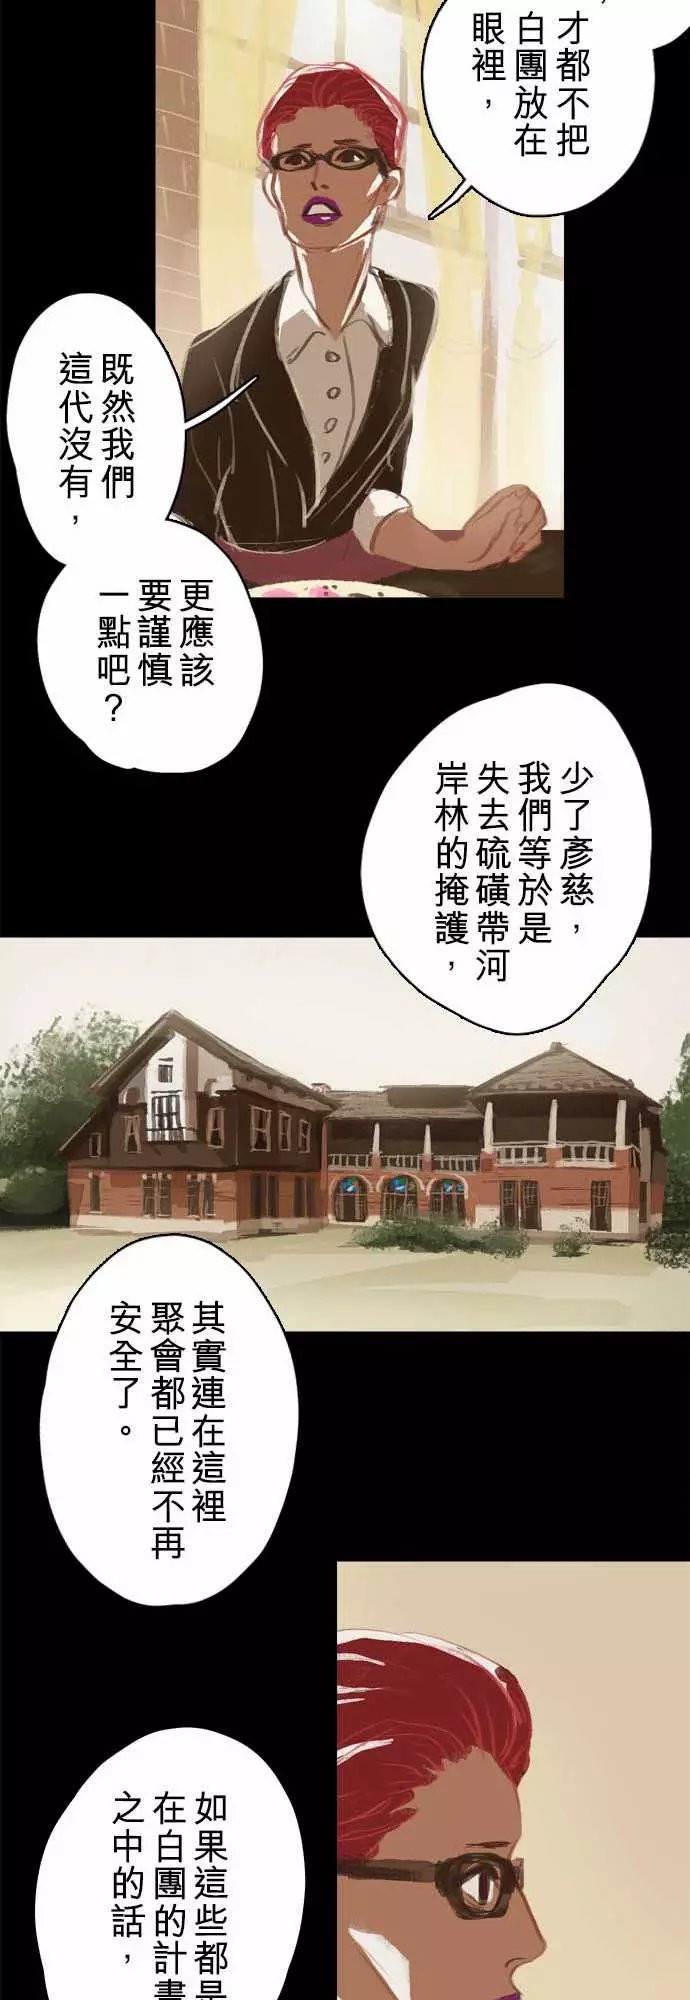 才都不把
白團放在
眼裡，
既然我們
這代沒有，
更應該
要謹慎
一點吧？
少了彥慈，
我們等於是
失去硫磺帶河
岸林的掩護，
其實連在這裡
聚會都已經不再
安全了。
如果這些都是
在白團的計畫
之中的話，